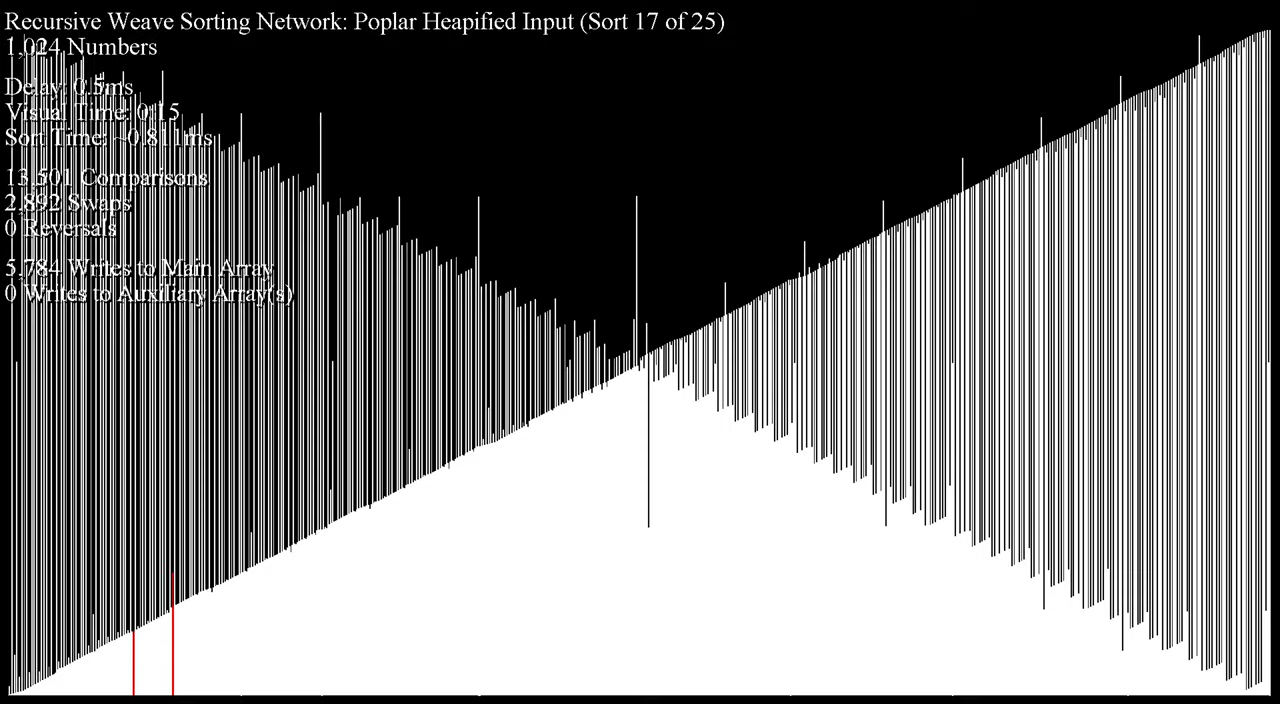 Recursive Weave Sorting Network: Poplar Heapified Input (Sort 17 of 25)
1,024 Numbers
Delay: 0.5ms
Visual Time: 0:15
Sort Time: ~0.811ms
13,501 Comparisons
2,892 Swaps
0 Reversals
5,784 Writes to Main Array
0 Writes to Auxiliary Array(s)